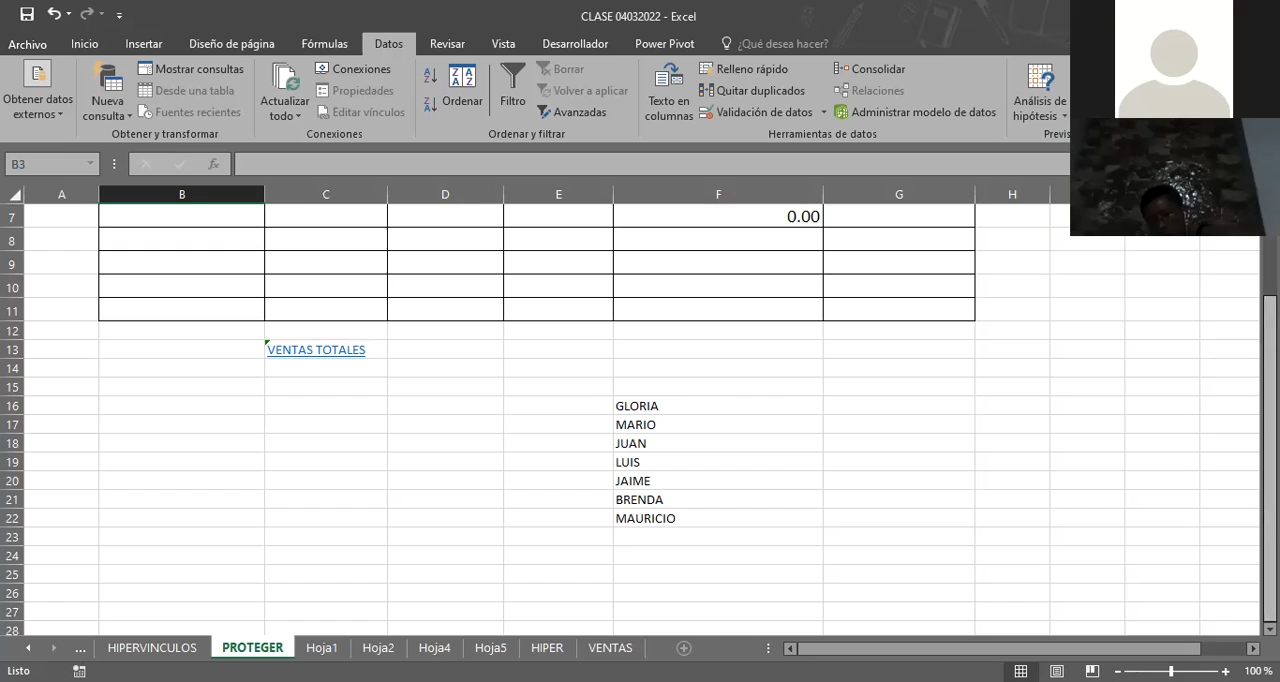 CLASE 04032022 - Excel
Archivo Inicio Insertar Diseño de página Fórmulas Datos Revisar Vista Desarrollador Power Pivot ¿Qué desea hacer?
Obtener datos externos
Nueva consulta
Mostrar consultas
Desde una tabla
Fuentes recientes
Obtener y transformar
Actualizar todo
Conexiones
Propiedades
Editar vínculos
Conexiones
Ordenar
Filtro
Borrar
Volver a aplicar
Avanzadas
Ordenar y filtrar
Texto en columnas
Relleno rápido
Quitar duplicados
Validación de datos
Consolidar
Relaciones
Administrar modelo de datos
Herramientas de datos
Análisis de hipótesis
Previs
B3 fx
A B C D E F G H
7 0.00
8
9
10
11
12
13 VENTAS TOTALES
14
15
16 GLORIA
17 MARIO
18 JUAN
19 LUIS
20 JAIME
21 BRENDA
22 MAURICIO
23
24
25
26
27
28
... HIPERVINCULOS PROTEGER Hoja1 Hoja2 Hoja4 Hoja5 HIPER VENTAS
Listo 100 %